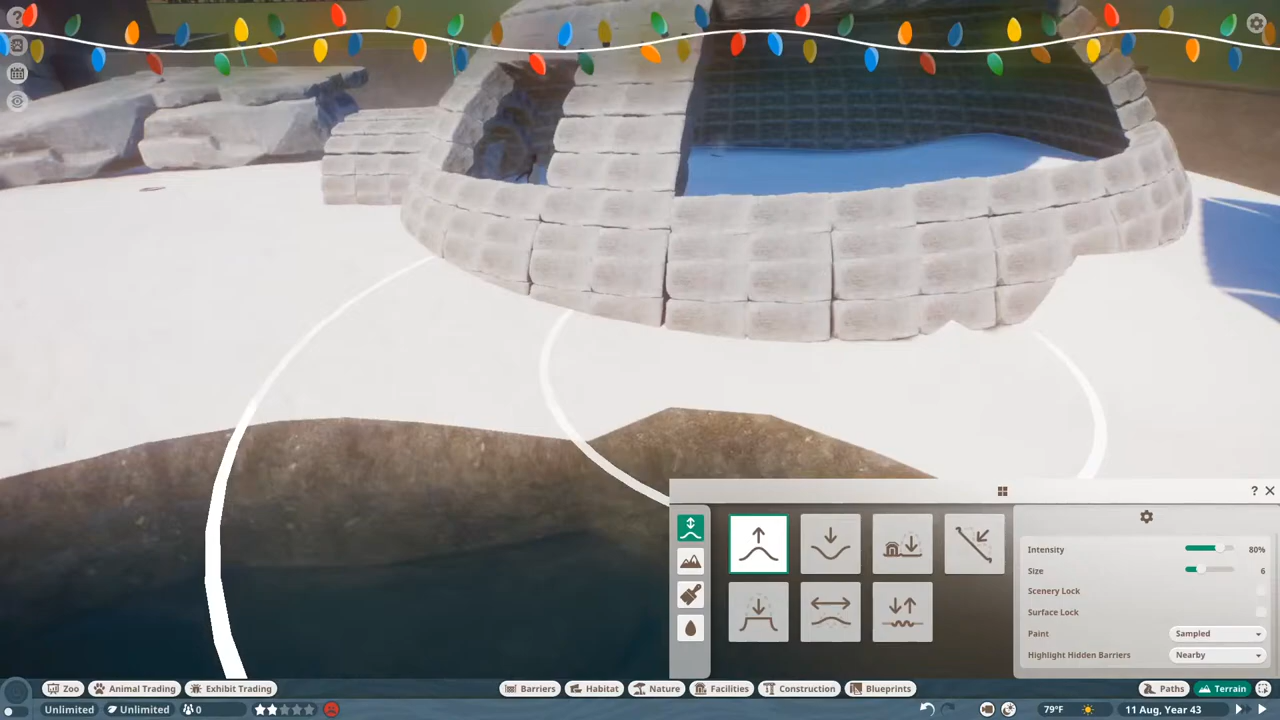 Intensity 80%
Size 6
Scenery Lock
Surface Lock
Paint Sampled
Highlight Hidden Barriers Nearby
? ×
Zoo Animal Trading Exhibit Trading Barriers Habitat Nature Facilities Construction Blueprints Paths Terrain
Unlimited Unlimited 0 79°F 11 Aug, Year 43